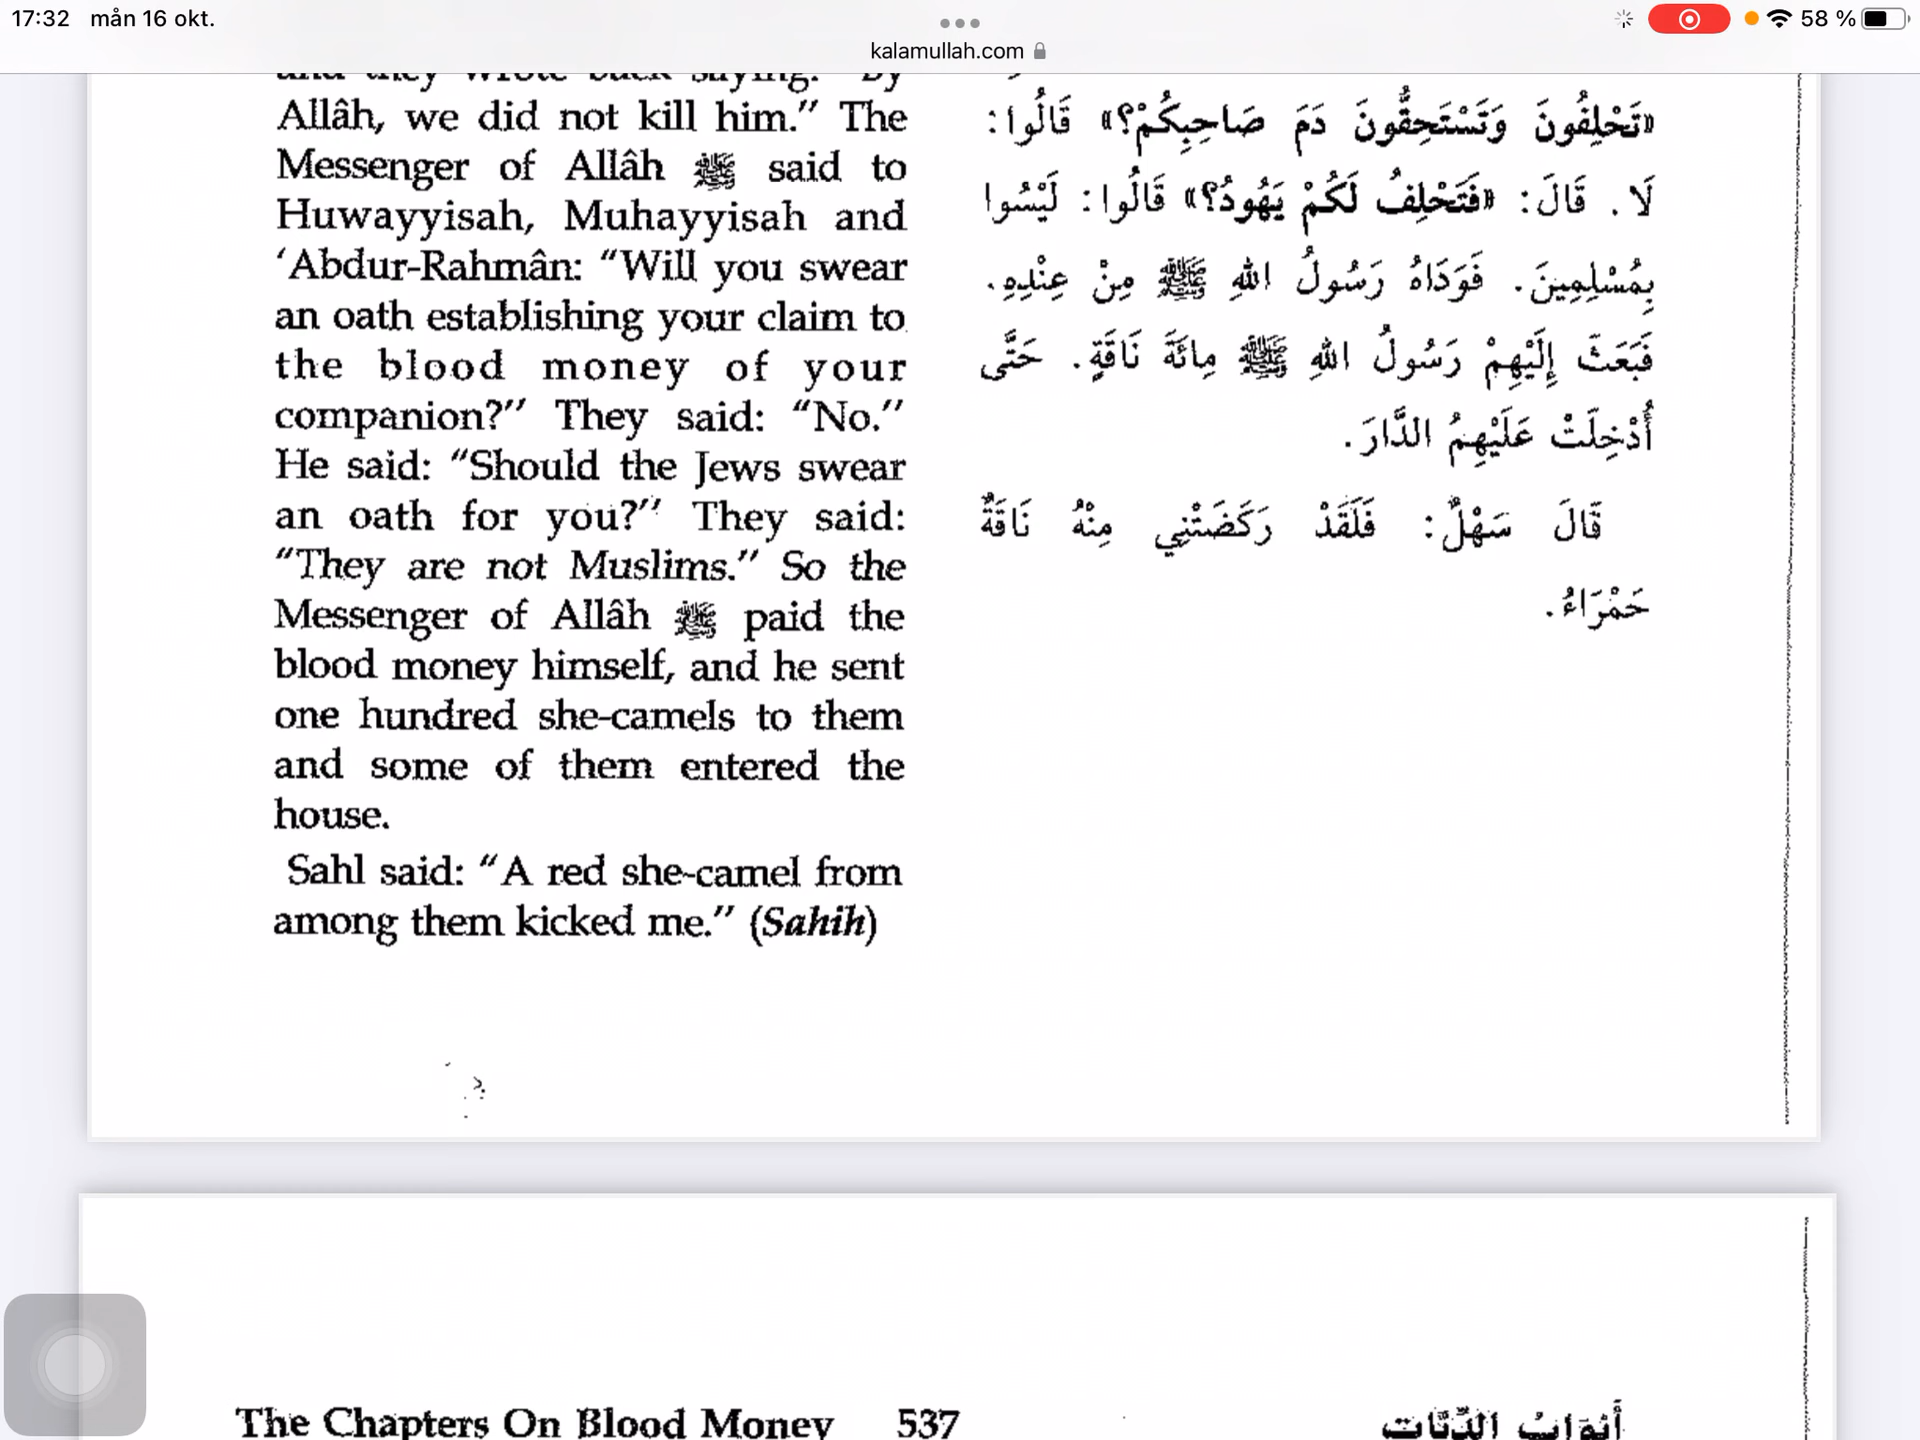 17:32 mån 16 okt.
58 %
kalamullah.com
and they wrote back saying: "By
Allâh, we did not kill him." The
Messenger of Allâh ﷺ said to
Huwayyisah, Muhayyisah and
'Abdur-Rahmân: "Will you swear
an oath establishing your claim to
the blood money of your
companion?" They said: "No."
He said: "Should the Jews swear
an oath for you?" They said:
"They are not Muslims." So the
Messenger of Allâh ﷺ paid the
blood money himself, and he sent
one hundred she-camels to them
and some of them entered the
house.
Sahl said: "A red she-camel from
among them kicked me." (Sahih)
«تَحْلِفُونَ وَتَسْتَحِقُّونَ دَمَ صَاحِبِكُمْ؟» قَالُوا:
لَا. قَالَ: «فَتَحْلِفُ لَكُمْ يَهُودُ؟» قَالُوا: لَيْسُوا
بِمُسْلِمِينَ. فَوَدَاهُ رَسُولُ اللهِ ﷺ مِنْ عِنْدِهِ.
فَبَعَثَ إِلَيْهِمْ رَسُولُ اللهِ ﷺ مِائَةَ نَاقَةٍ. حَتَّى
أُدْخِلَتْ عَلَيْهِمُ الدَّارَ.
قَالَ سَهْلٌ: فَلَقَدْ رَكَضَتْنِي مِنْهُ نَاقَةٌ
حَمْرَاءُ.
The Chapters On Blood Money 537 أَبْوَابُ الدِّيَّات